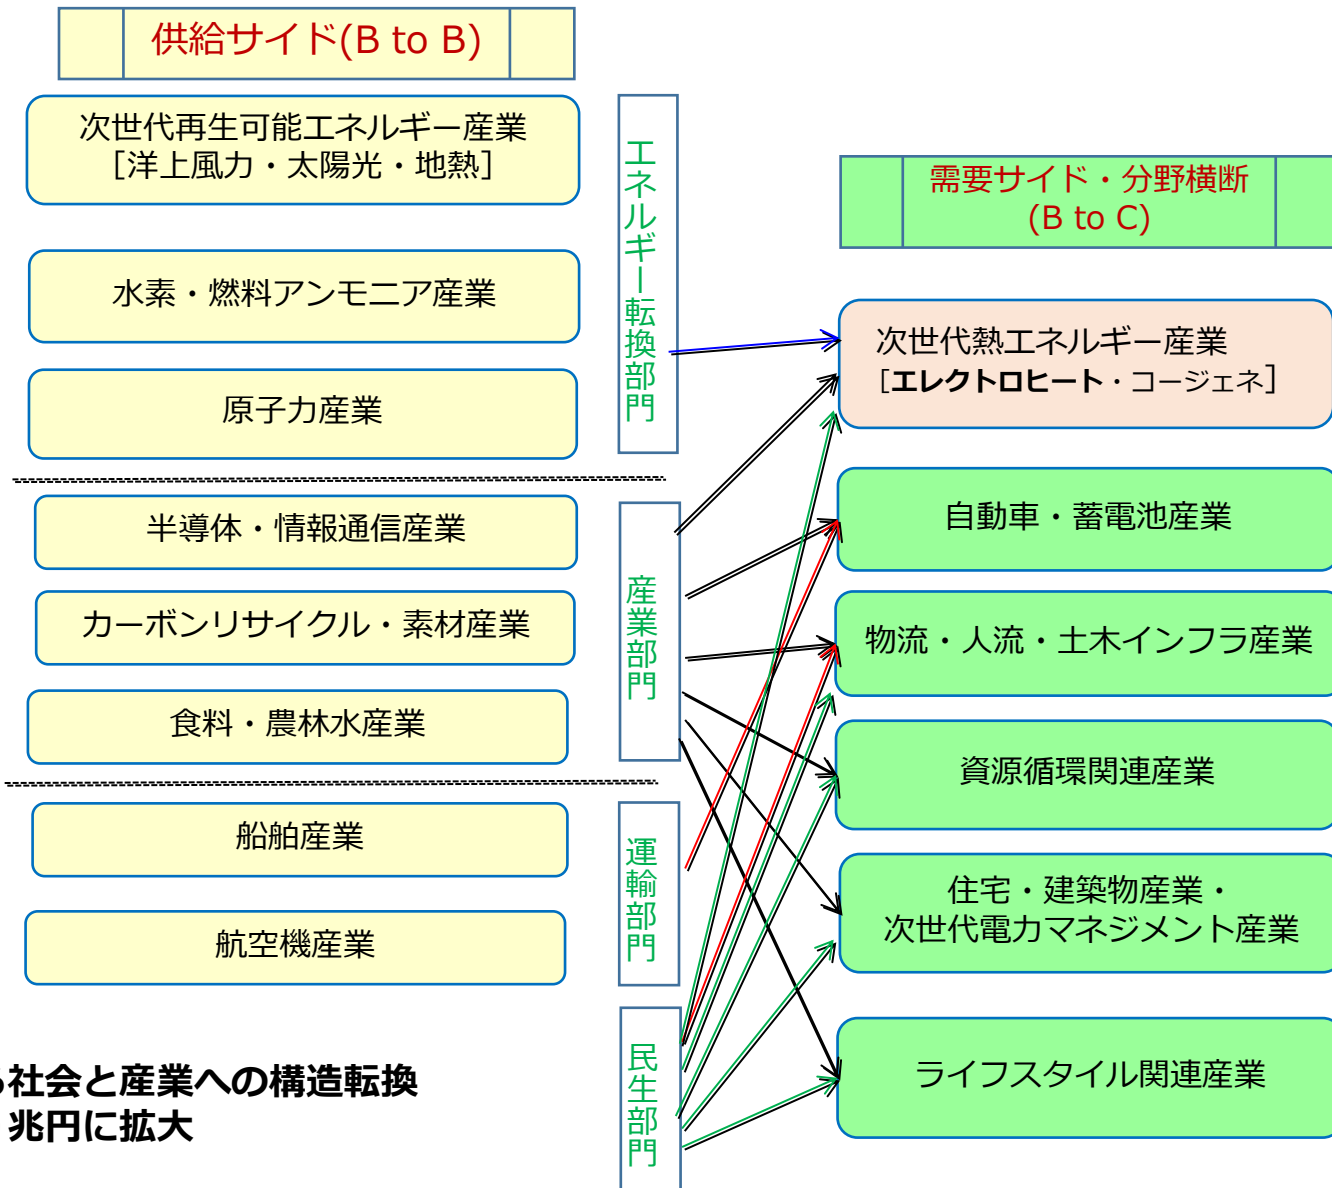 供給サイド(B to B)
次世代再生可能エネルギー産業
[洋上風力・太陽光・地熱]
水素・燃料アンモニア産業
原子力産業
半導体・情報通信産業
カーボンリサイクル・素材産業
食料・農林水産業
船舶産業
航空機産業
エネルギー転換部門
産業部門
運輸部門
民生部門
需要サイド・分野横断
(B to C)
次世代熱エネルギー産業
[エレクトロヒート・コージェネ]
自動車・蓄電池産業
物流・人流・土木インフラ産業
資源循環関連産業
住宅・建築物産業・
次世代電力マネジメント産業
ライフスタイル関連産業
社会と産業への構造転換
兆円に拡大